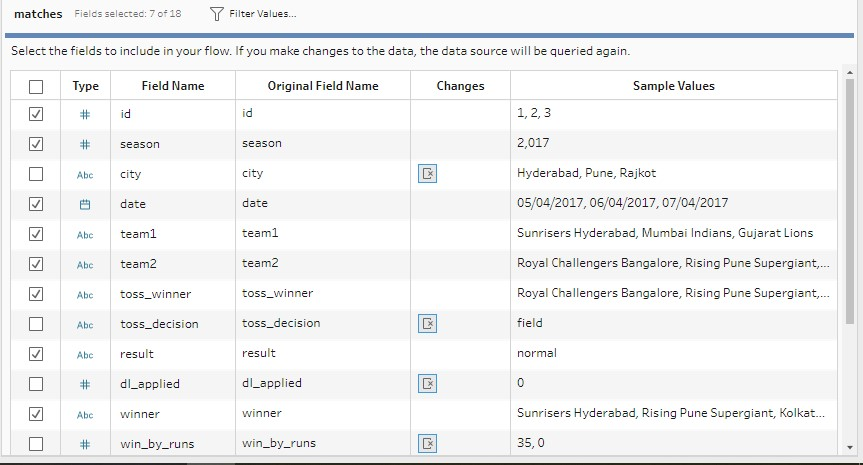 matches Fields selected: 7 of 18 Filter Values...
Select the fields to include in your flow. If you make changes to the data, the data source will be queried again.
Type Field Name Original Field Name Changes Sample Values
# id id 1, 2, 3
# season season 2,017
Abc city city Hyderabad, Pune, Rajkot
date date 05/04/2017, 06/04/2017, 07/04/2017
Abc team1 team1 Sunrisers Hyderabad, Mumbai Indians, Gujarat Lions
Abc team2 team2 Royal Challengers Bangalore, Rising Pune Supergiant,...
Abc toss_winner toss_winner Royal Challengers Bangalore, Rising Pune Supergiant,...
Abc toss_decision toss_decision field
Abc result result normal
# dl_applied dl_applied 0
Abc winner winner Sunrisers Hyderabad, Rising Pune Supergiant, Kolkat...
# win_by_runs win_by_runs 35, 0